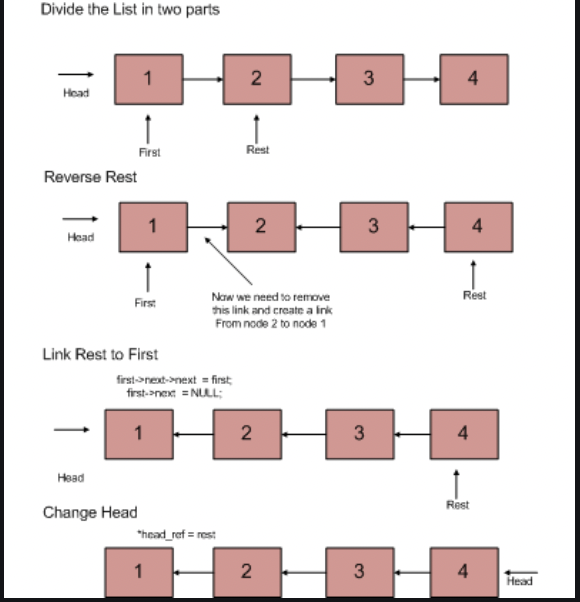 Divide the List in two parts
1 2 3 4
Head
First Rest
Reverse Rest
1 2 3 4
Head
First
Rest
Now we need to remove
this link and create a link
From node 2 to node 1
Link Rest to First
first->next->next = first;
first->next = NULL;
1 2 3 4
Head
Rest
Change Head
*head_ref = rest
1 2 3 4
Head